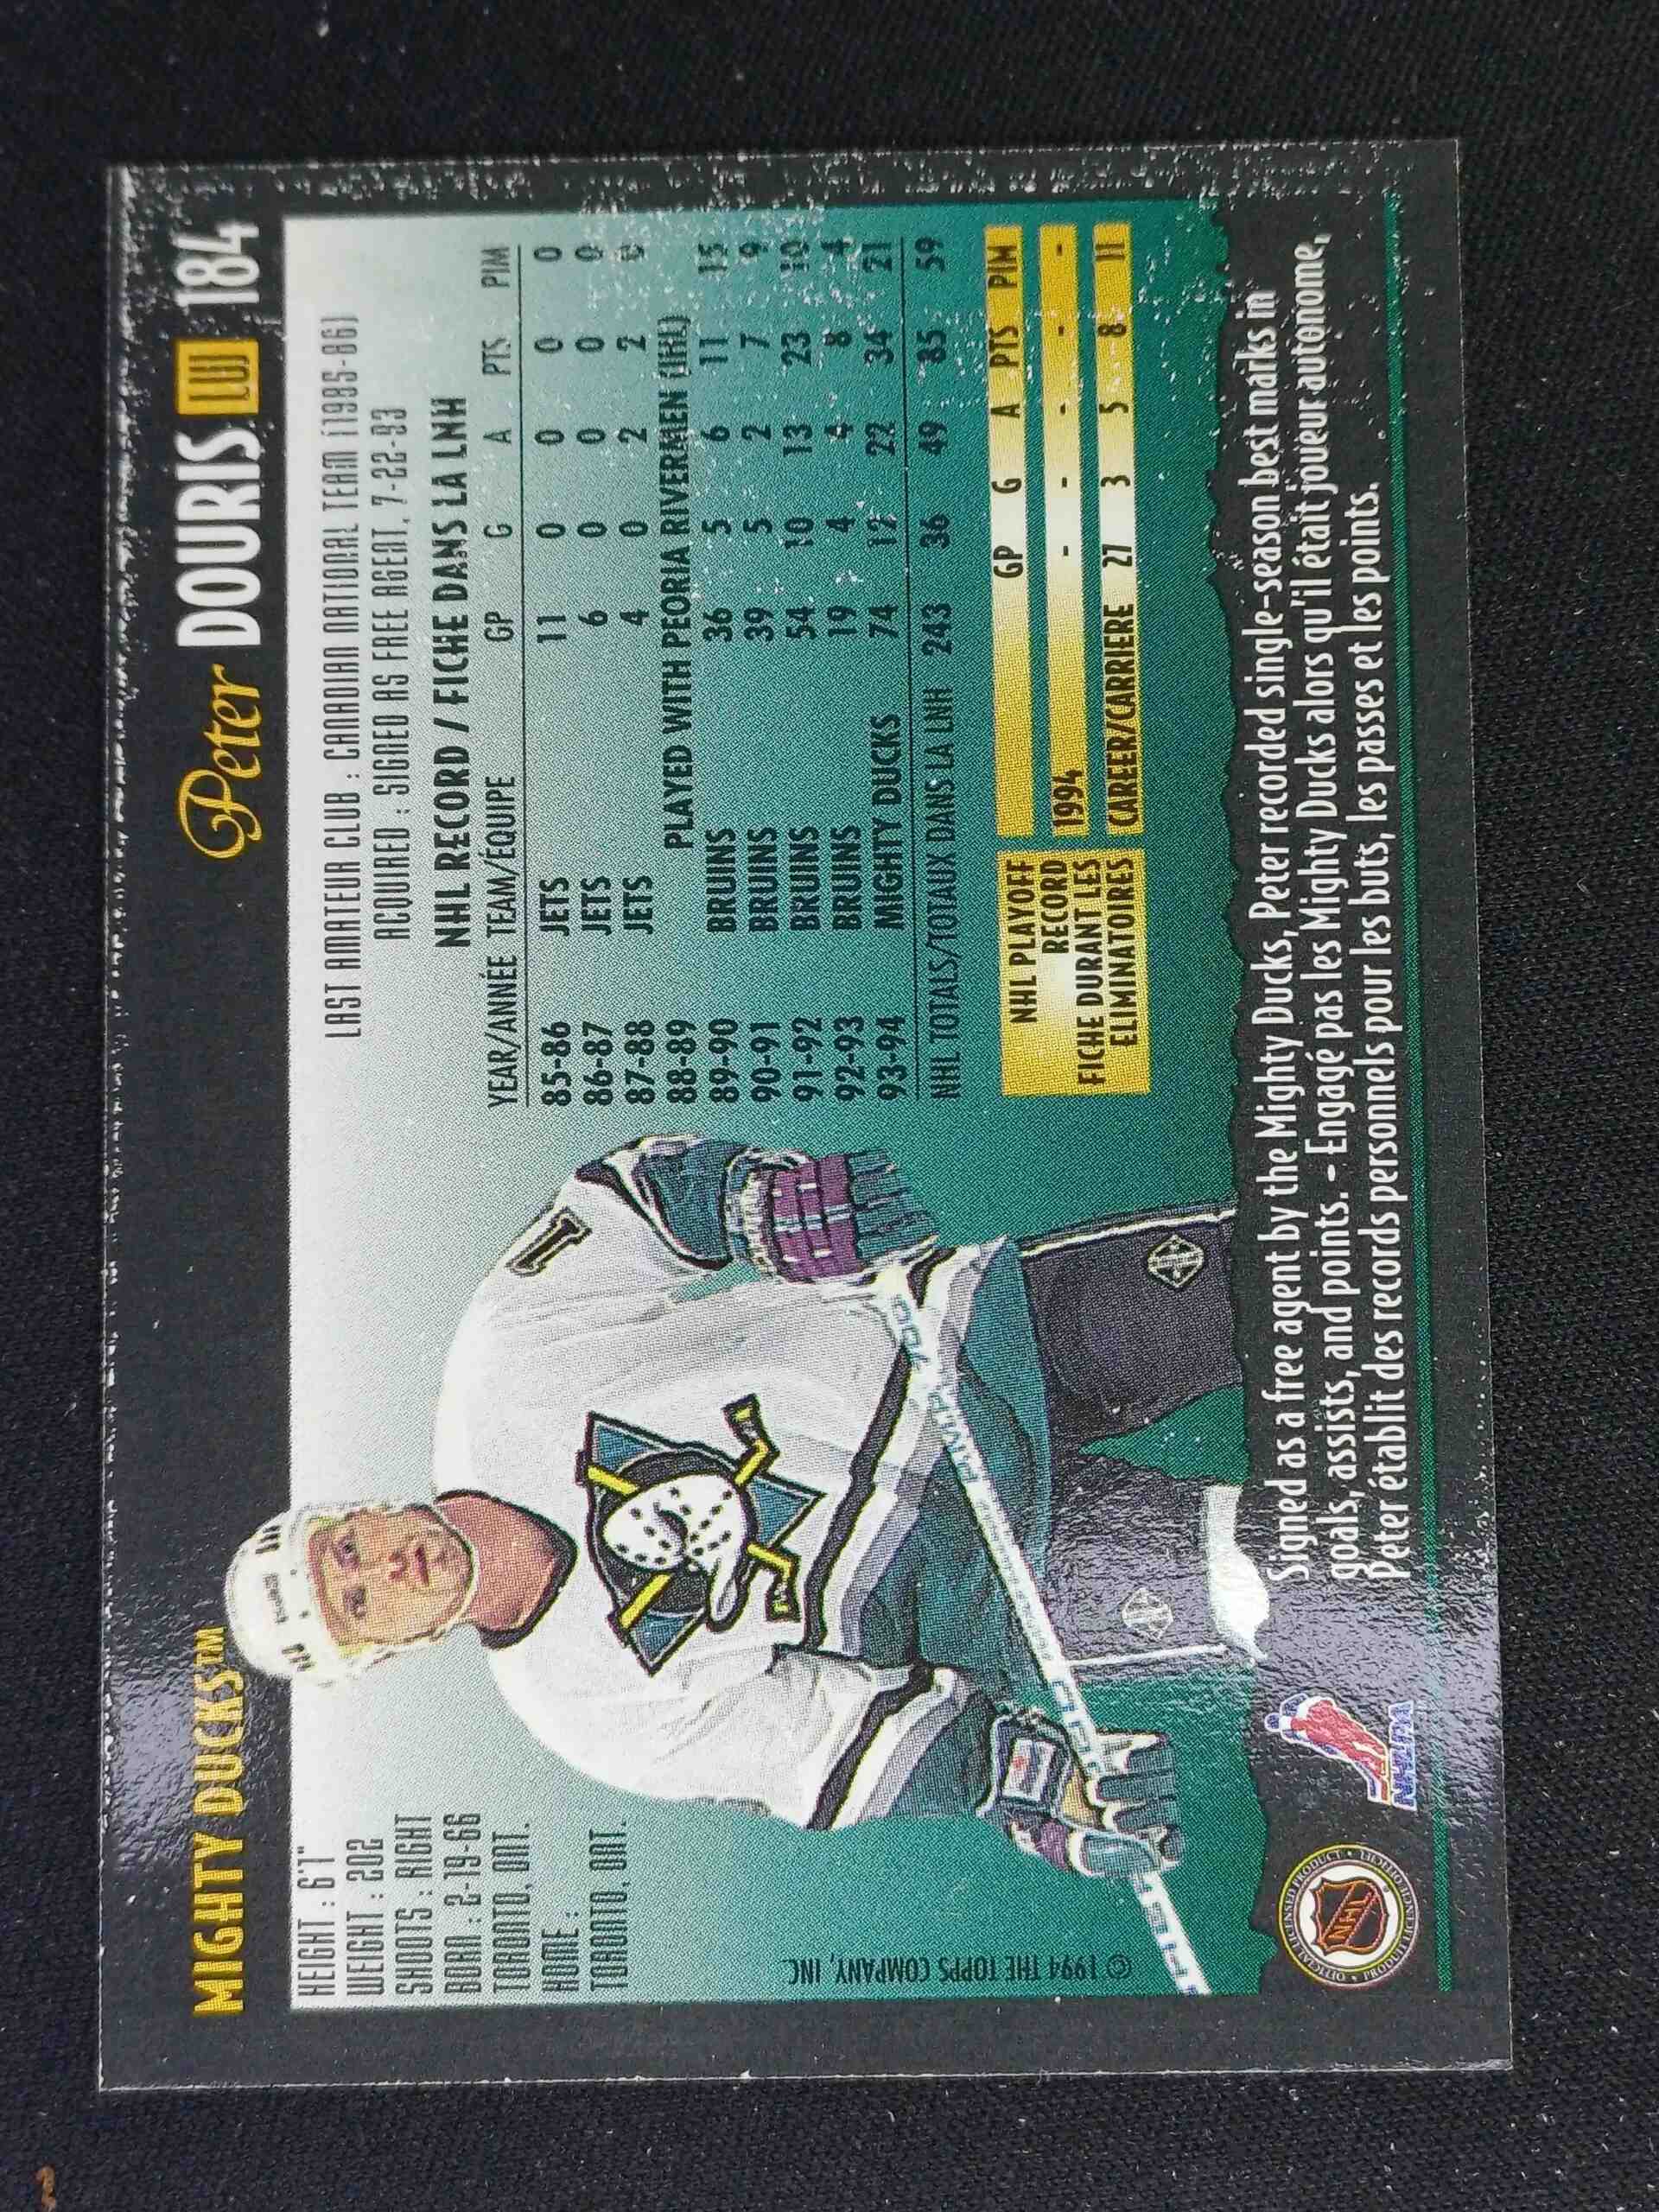 MIGHTY DUCKS™ Peter DOURIS LW 184
HEIGHT : 6'1"
WEIGHT : 202
SHOOTS : RIGHT
BORN : 2-19-66
TORONTO, ONT.
HOME :
TORONTO, ONT.
LAST AMATEUR CLUB : CANADIAN NATIONAL TEAM (1985-86)
ACQUIRED : SIGNED AS FREE AGENT, 7-22-93
NHL RECORD / FICHE DANS LA LNH
YEAR/ANNÉE TEAM/ÉQUIPE GP G A PTS PIM
85-86 JETS 11 0 0 0 0
86-87 JETS 6 0 0 0 0
87-88 JETS 4 0 2 2 0
88-89 PLAYED WITH PEORIA RIVERMEN (IHL)
89-90 BRUINS 36 5 6 11 15
90-91 BRUINS 39 5 2 7 9
91-92 BRUINS 54 10 13 23 10
92-93 BRUINS 19 4 4 8 4
93-94 MIGHTY DUCKS 74 12 22 34 21
NHL TOTALS/TOTAUX DANS LA LNH 243 36 49 85 59
NHL PLAYOFF
RECORD
FICHE DURANT LES
ELIMINATOIRES
GP G A PTS PIM
1994 - - - - -
CAREER/CARRIERE 27 3 5 8 11
© 1994 THE TOPPS COMPANY, INC.
Signed as a free agent by the Mighty Ducks, Peter recorded single-season best marks in
goals, assists, and points. - Engagé pas les Mighty Ducks alors qu'il était joueur autonome,
Peter établit des records personnels pour les buts, les passes et les points.
OFFICIAL LICENSED PRODUCT
NHL
NHLPA